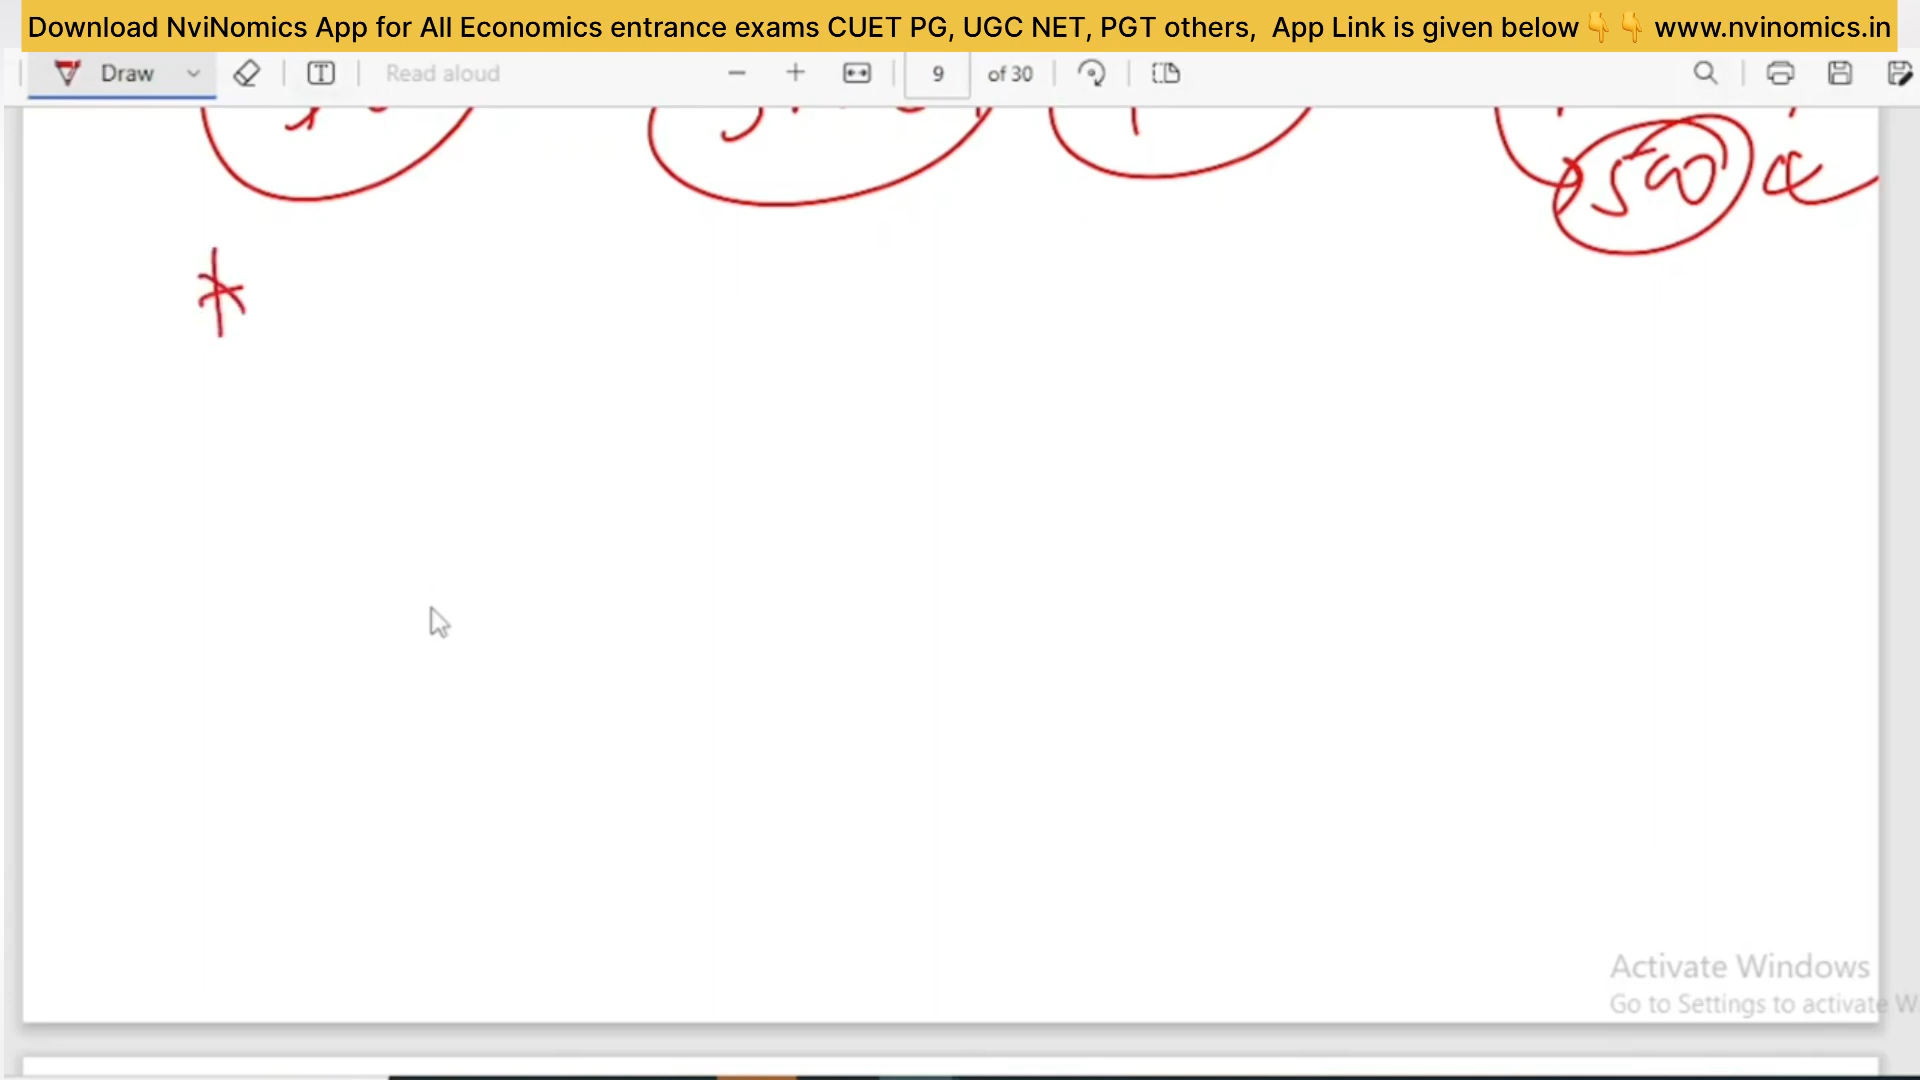 Download NviNomics App for All Economics entrance exams CUET PG, UGC NET, PGT others, App Link is given below👇👇 www.nvinomics.in
Draw
Read aloud
9 of 30
500
*
Activate Windows
Go to Settings to activate W